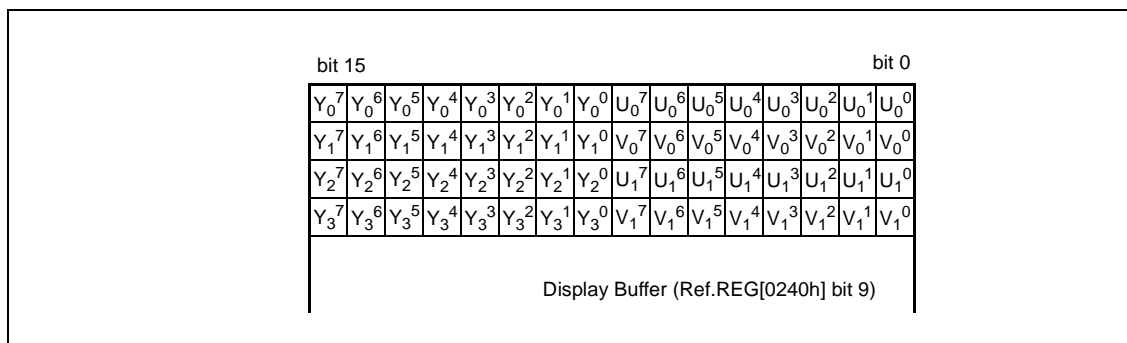 bit 15 bit 0
Y₀⁷ Y₀⁶ Y₀⁵ Y₀⁴ Y₀³ Y₀² Y₀¹ Y₀⁰ U₀⁷ U₀⁶ U₀⁵ U₀⁴ U₀³ U₀² U₀¹ U₀⁰
Y₁⁷ Y₁⁶ Y₁⁵ Y₁⁴ Y₁³ Y₁² Y₁¹ Y₁⁰ V₀⁷ V₀⁶ V₀⁵ V₀⁴ V₀³ V₀² V₀¹ V₀⁰
Y₂⁷ Y₂⁶ Y₂⁵ Y₂⁴ Y₂³ Y₂² Y₂¹ Y₂⁰ U₁⁷ U₁⁶ U₁⁵ U₁⁴ U₁³ U₁² U₁¹ U₁⁰
Y₃⁷ Y₃⁶ Y₃⁵ Y₃⁴ Y₃³ Y₃² Y₃¹ Y₃⁰ V₁⁷ V₁⁶ V₁⁵ V₁⁴ V₁³ V₁² V₁¹ V₁�0
Display Buffer (Ref.REG[0240h] bit 9)